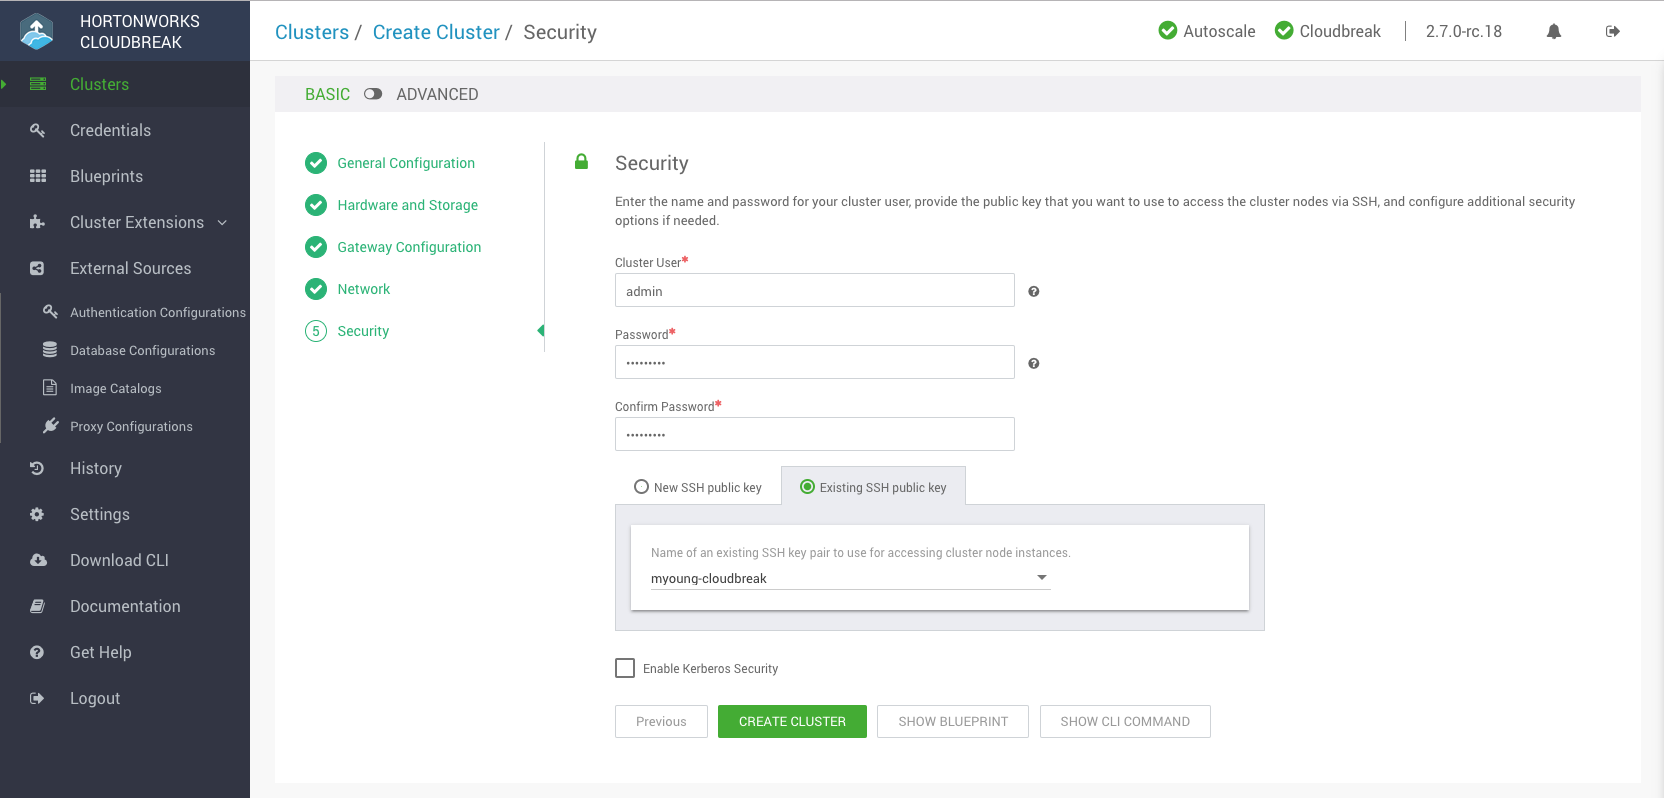 HORTONWORKS
CLOUDBREAK
Clusters / Create Cluster / Security
Autoscale
Cloudbreak
2.7.0-rc.18
Clusters
Credentials
Blueprints
Cluster Extensions
External Sources
Authentication Configurations
Database Configurations
Image Catalogs
Proxy Configurations
History
Settings
Download CLI
Documentation
Get Help
Logout
BASIC
ADVANCED
General Configuration
Hardware and Storage
Gateway Configuration
Network
5 Security
Security
Enter the name and password for your cluster user, provide the public key that you want to use to access the cluster nodes via SSH, and configure additional security
options if needed.
Cluster User*
admin
Password*
•••••••••
Confirm Password*
•••••••••
New SSH public key
Existing SSH public key
Name of an existing SSH key pair to use for accessing cluster node instances.
myoung-cloudbreak
Enable Kerberos Security
Previous
CREATE CLUSTER
SHOW BLUEPRINT
SHOW CLI COMMAND